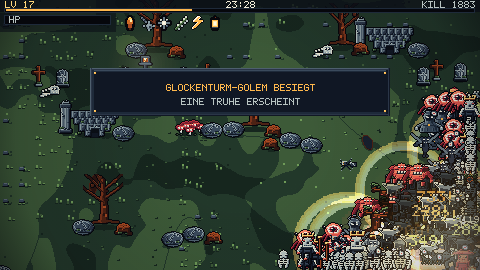 LV 17
23:28
KILL 1883
HP
GLOCKENTURM-GOLEM BESIEGT
EINE TRUHE ERSCHEINT